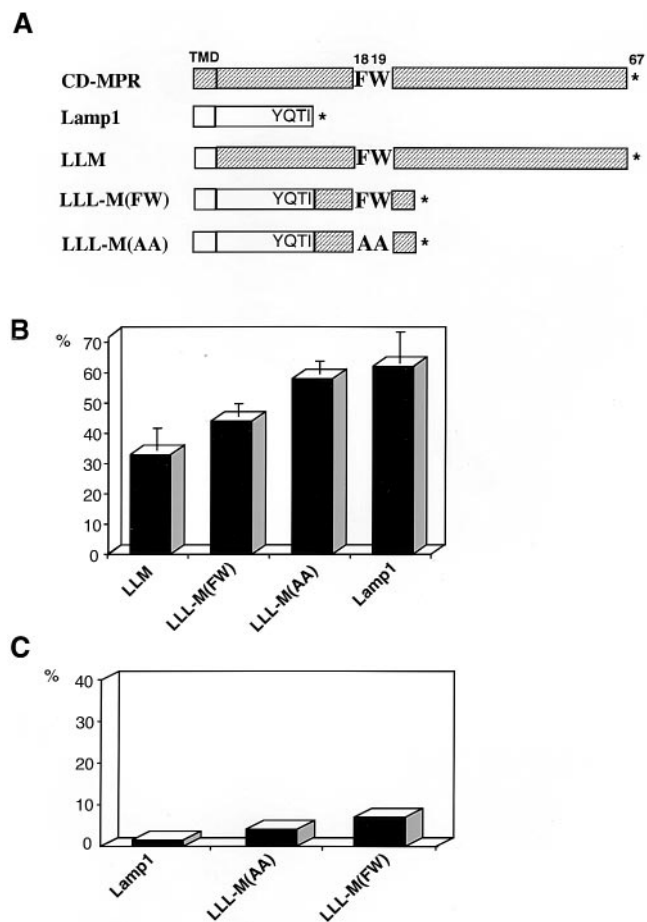 A
TMD 18 19 67
CD-MPR FW *
Lamp1 YQTI *
LLM FW *
LLL-M(FW) YQTI FW *
LLL-M(AA) YQTI AA *
B
%
70
60
50
40
30
20
10
0
LLM
LLL-M(FW)
LLL-M(AA)
Lamp1
C
%
40
30
20
10
0
Lamp1
LLL-M(AA)
LLL-M(FW)